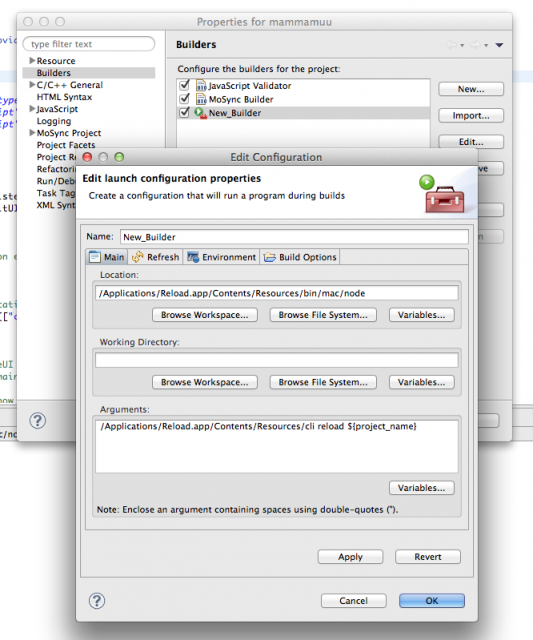 Properties for mammamuu
type filter text
Builders
Resource
Builders
C/C++ General
HTML Syntax
JavaScript
Logging
MoSync Project
Project Facets
Project Re
Refactorin
Run/Deb
Task Tag
XML Synt
Configure the builders for the project:
JavaScript Validator
MoSync Builder
New_Builder
New...
Import...
Edit...
ve
Edit Configuration
Edit launch configuration properties
Create a configuration that will run a program during builds
Name: New_Builder
Main Refresh Environment Build Options
Location:
/Applications/Reload.app/Contents/Resources/bin/mac/node
Browse Workspace... Browse File System... Variables...
Working Directory:
Browse Workspace... Browse File System... Variables...
Arguments:
/Applications/Reload.app/Contents/Resources/cli reload ${project_name}
Variables...
Note: Enclose an argument containing spaces using double-quotes (").
Apply Revert
Cancel OK